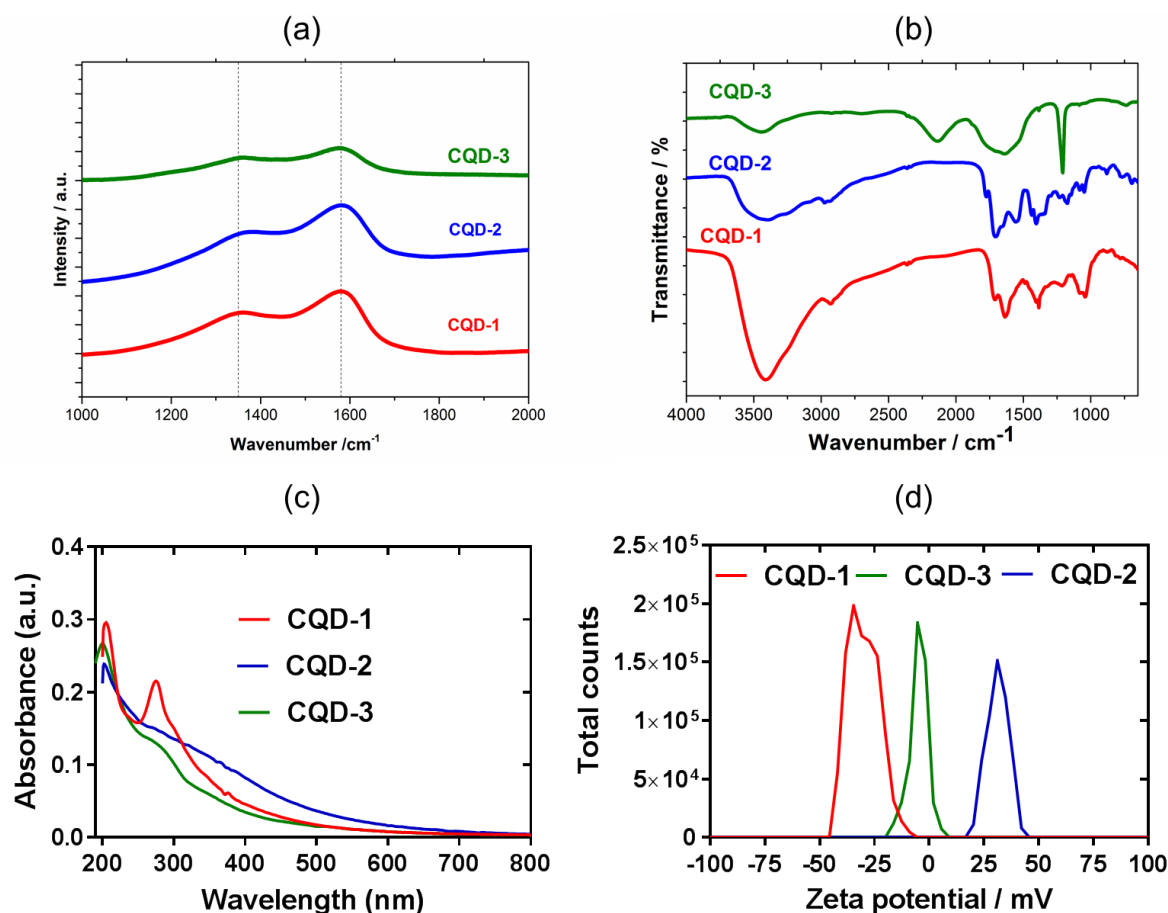 (a)
Intensity / a.u.
CQD-3
CQD-2
CQD-1
1000 1200 1400 1600 1800 2000
Wavenumber /cm⁻¹
(b)
Transmittance / %
CQD-3
CQD-2
CQD-1
4000 3500 3000 2500 2000 1500 1000
Wavenumber / cm⁻¹
(c)
Absorbance (a.u.)
0.4
0.3
0.2
0.1
0.0
CQD-1
CQD-2
CQD-3
200 300 400 500 600 700 800
Wavelength (nm)
(d)
Total counts
2.5×10⁵
2×10⁵
1.5×10⁵
1×10⁵
5×10⁴
0
CQD-1 CQD-3 CQD-2
-100 -75 -50 -25 0 25 50 75 100
Zeta potential / mV